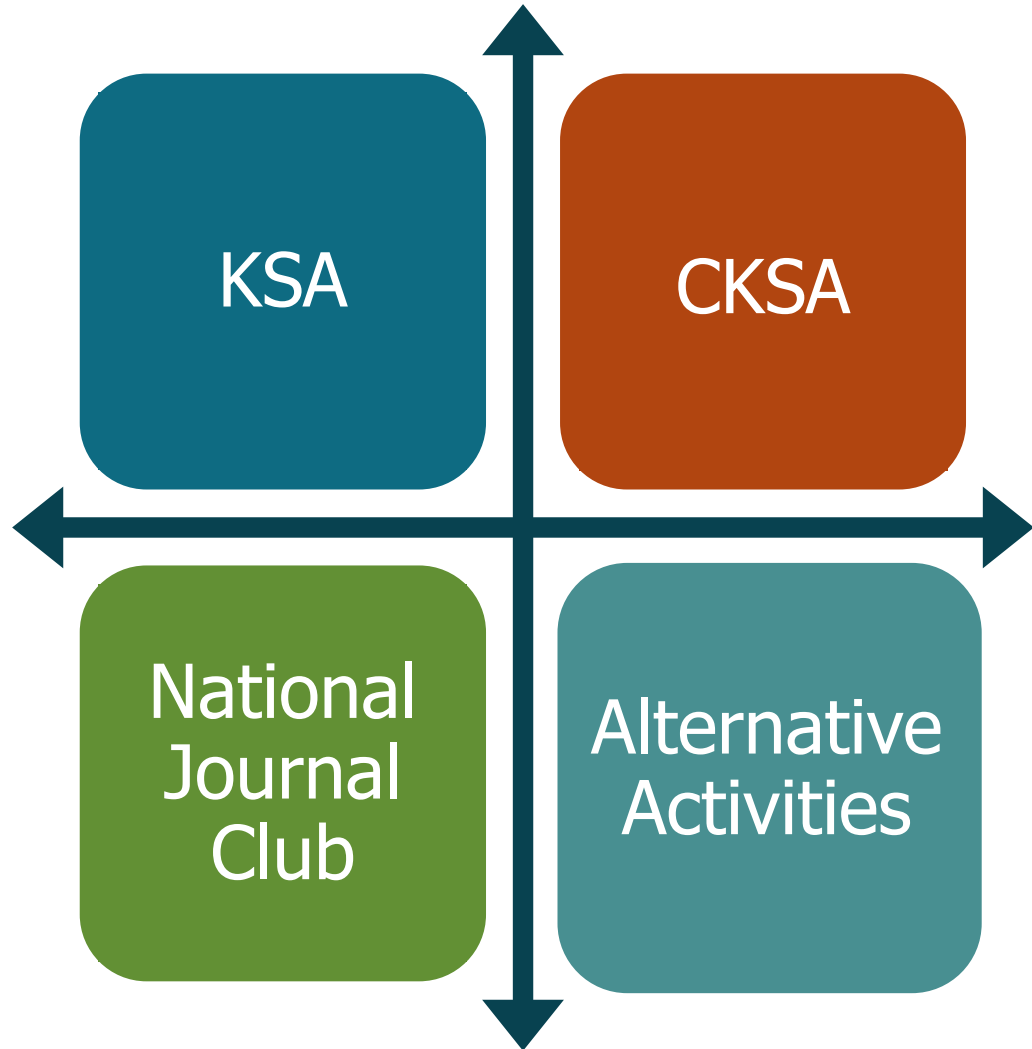 KSA
CKSA
National
Journal
Club
Alternative
Activities